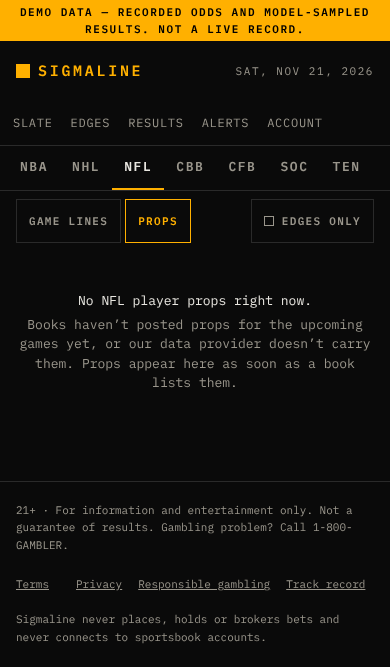 DEMO DATA — RECORDED ODDS AND MODEL-SAMPLED
RESULTS. NOT A LIVE RECORD.
SIGMALINE
SAT, NOV 21, 2026
SLATE EDGES RESULTS ALERTS ACCOUNT
NBA NHL NFL CBB CFB SOC TEN
GAME LINES PROPS EDGES ONLY
No NFL player props right now.
Books haven’t posted props for the upcoming
games yet, or our data provider doesn’t carry
them. Props appear here as soon as a book
lists them.
21+ · For information and entertainment only. Not a
guarantee of results. Gambling problem? Call 1-800-
GAMBLER.
Terms Privacy Responsible gambling Track record
Sigmaline never places, holds or brokers bets and
never connects to sportsbook accounts.